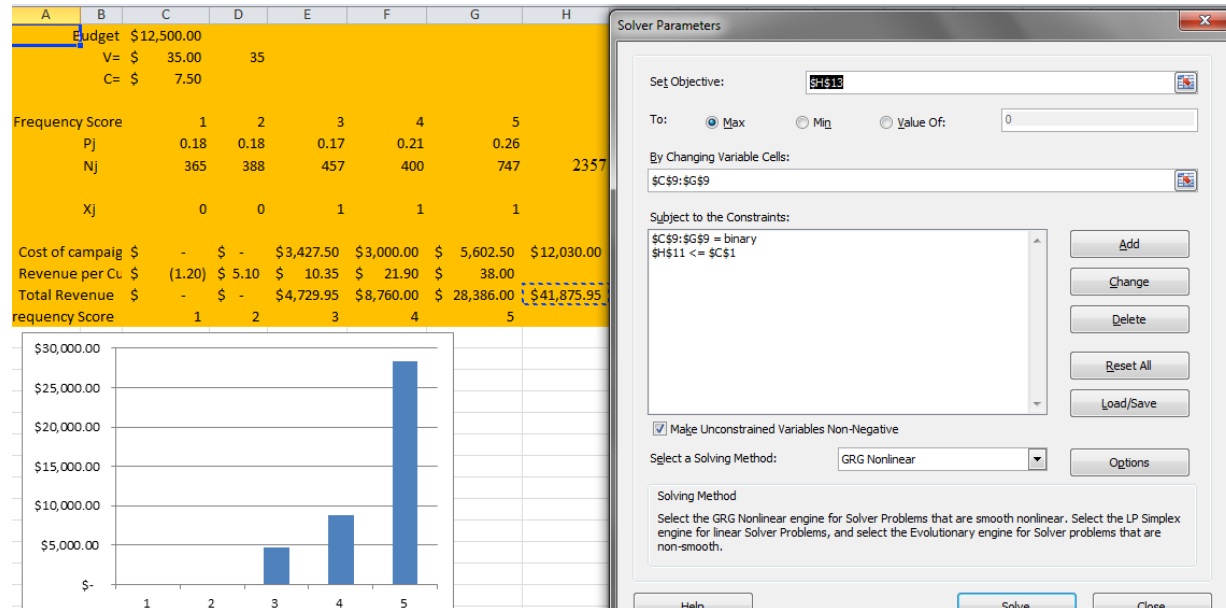 A B C D E F G H
Budget $12,500.00
V= $ 35.00 35
C= $ 7.50
Frequency Score 1 2 3 4 5
Pj 0.18 0.18 0.17 0.21 0.26
Nj 365 388 457 400 747 2357
Xj 0 0 1 1 1
Cost of campaig $ - $ - $3,427.50 $3,000.00 $ 5,602.50 $12,030.00
Revenue per Cu $ (1.20) $ 5.10 $ 10.35 $ 21.90 $ 38.00
Total Revenue $ - $ - $4,729.95 $8,760.00 $ 28,386.00 $41,875.95
requency Score 1 2 3 4 5
$30,000.00
$25,000.00
$20,000.00
$15,000.00
$10,000.00
$5,000.00
$-
1 2 3 4 5
Solver Parameters
Set Objective: $H$13
To: Max Min Value Of: 0
By Changing Variable Cells:
$C$9:$G$9
Subject to the Constraints:
$C$9:$G$9 = binary
$H$11 <= $C$1
Add
Change
Delete
Reset All
Load/Save
Make Unconstrained Variables Non-Negative
Select a Solving Method: GRG Nonlinear
Options
Solving Method
Select the GRG Nonlinear engine for Solver Problems that are smooth nonlinear. Select the LP Simplex
engine for linear Solver Problems, and select the Evolutionary engine for Solver problems that are
non-smooth.
Help Solve Close